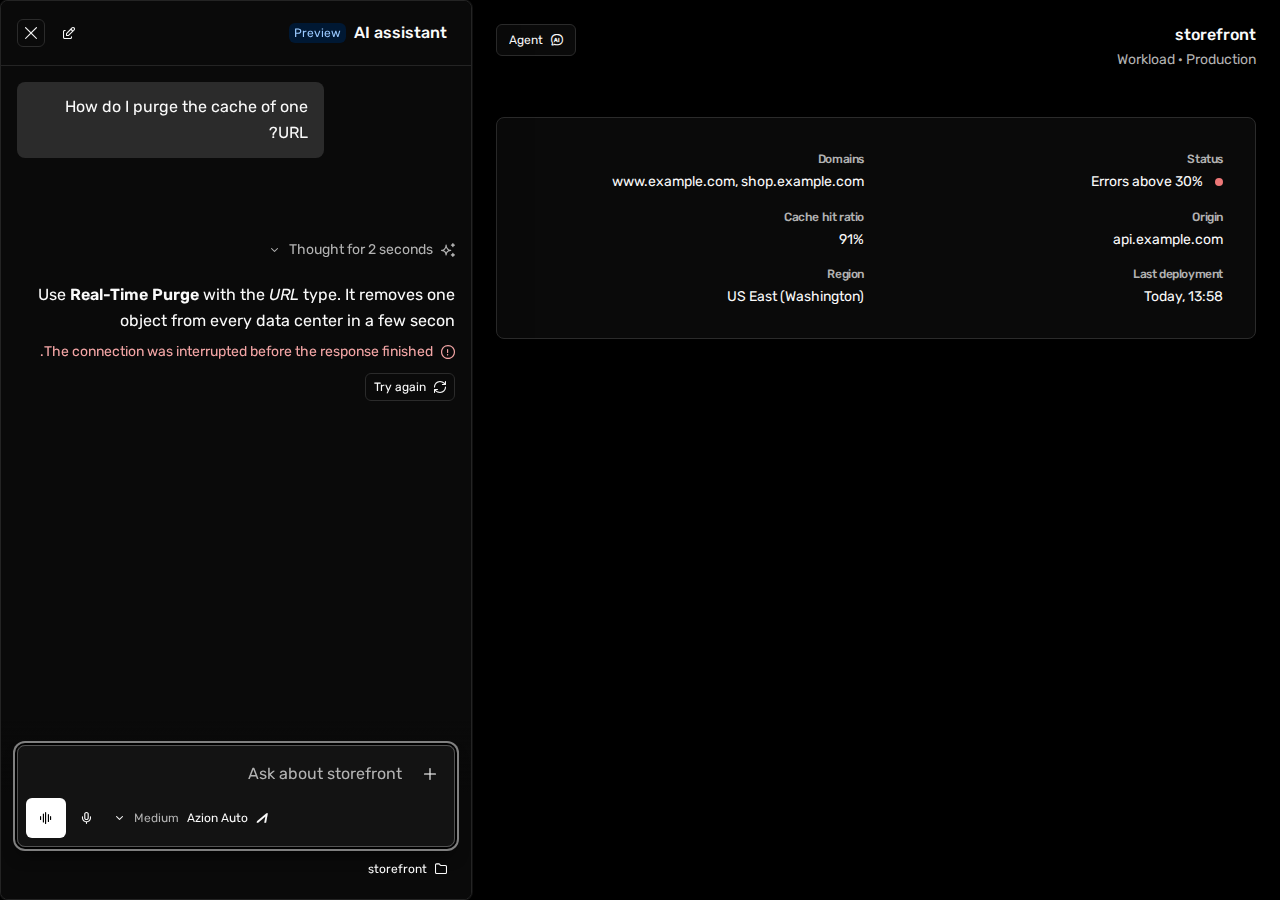 AI assistant
Preview
How do I purge the cache of one
?URL
Thought for 2 seconds
Use Real-Time Purge with the URL type. It removes one
object from every data center in a few secon
.The connection was interrupted before the response finished
Try again
Ask about storefront
Azion Auto
Medium
storefront
storefront
Workload • Production
Agent
AI
Status
Errors above 30%
Domains
www.example.com, shop.example.com
Origin
api.example.com
Cache hit ratio
91%
Last deployment
Today, 13:58
Region
US East (Washington)